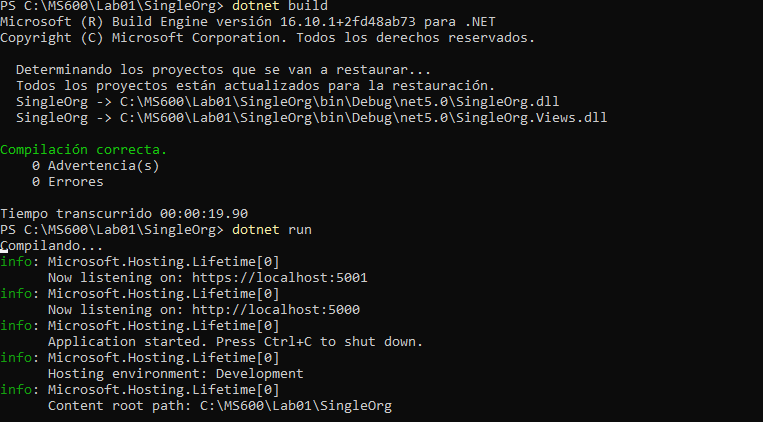 PS C:\MS600\Lab01\SingleOrg> dotnet build
Microsoft (R) Build Engine versión 16.10.1+2fd48ab73 para .NET
Copyright (C) Microsoft Corporation. Todos los derechos reservados.
Determinando los proyectos que se van a restaurar...
Todos los proyectos están actualizados para la restauración.
SingleOrg -> C:\MS600\Lab01\SingleOrg\bin\Debug\net5.0\SingleOrg.dll
SingleOrg -> C:\MS600\Lab01\SingleOrg\bin\Debug\net5.0\SingleOrg.Views.dll
Compilación correcta.
0 Advertencia(s)
0 Errores
Tiempo transcurrido 00:00:19.90
PS C:\MS600\Lab01\SingleOrg> dotnet run
Compilando...
info: Microsoft.Hosting.Lifetime[0]
Now listening on: https://localhost:5001
info: Microsoft.Hosting.Lifetime[0]
Now listening on: http://localhost:5000
info: Microsoft.Hosting.Lifetime[0]
Application started. Press Ctrl+C to shut down.
info: Microsoft.Hosting.Lifetime[0]
Hosting environment: Development
info: Microsoft.Hosting.Lifetime[0]
Content root path: C:\MS600\Lab01\SingleOrg